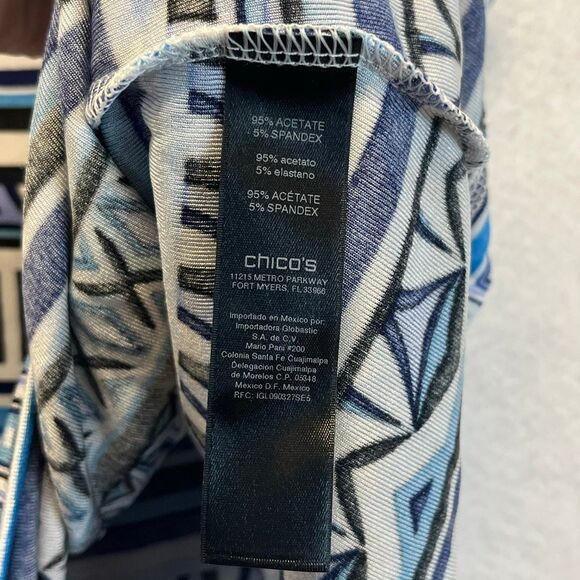 95% ACETATE
5% SPANDEX
95% acetato
5% elastano
95% ACÉTATE
5% SPANDEX
chico's
11215 METRO PARKWAY
FORT MYERS, FL 33966
Importado en Mexico por:
Importadora Globastic
S.A. de C.V
Mario Pani #200
Colonia Santa Fe Cuajimalpa
Delegacion Cuajimalpa
de Morelos C.P. 05348
Mexico D.F. Mexico
RFC: IGL090327SE5